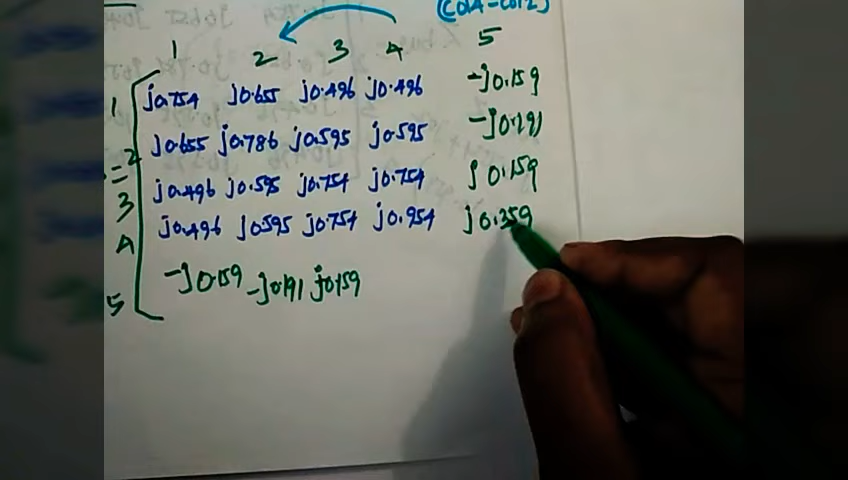 (Col4-Col2)
1 2 3 4 5
1 j0.754 j0.655 j0.496 j0.496 -j0.159
2 j0.655 j0.786 j0.595 j0.595 -j0.191
=
3 j0.496 j0.595 j0.754 j0.754 j0.159
4 j0.496 j0.595 j0.754 j0.954 j0.359
5 -j0.159 -j0.191 j0.159